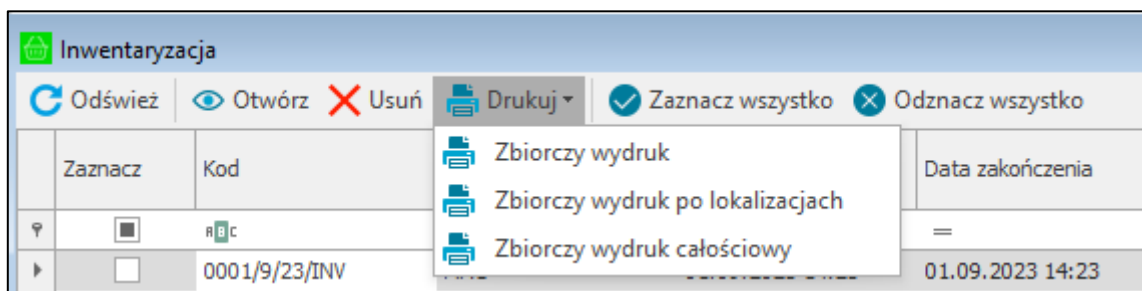 Inwentaryzacja
Odśwież Otwórz Usuń Drukuj Zaznacz wszystko Odznacz wszystko
Zaznacz Kod Data zakończenia
Zbiorczy wydruk
Zbiorczy wydruk po lokalizacjach
Zbiorczy wydruk całościowy
ABC =
0001/9/23/INV 01.09.2023 14:23